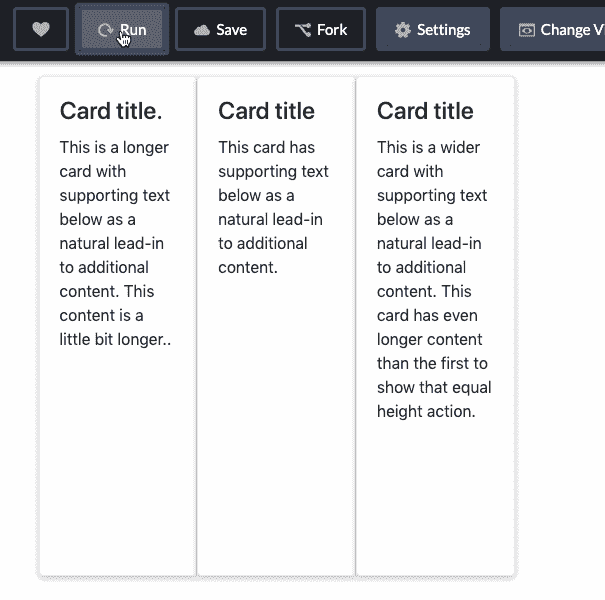 Run
Save
Fork
Settings
Change Vi
Card title.
This is a longer
card with
supporting text
below as a
natural lead-in
to additional
content. This
content is a
little bit longer..
Card title
This card has
supporting text
below as a
natural lead-in
to additional
content.
Card title
This is a wider
card with
supporting text
below as a
natural lead-in
to additional
content. This
card has even
longer content
than the first to
show that equal
height action.